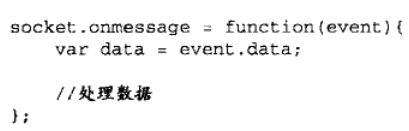 socket.onmessage = function(event){
    var data = event.data;

    //处理数据
};